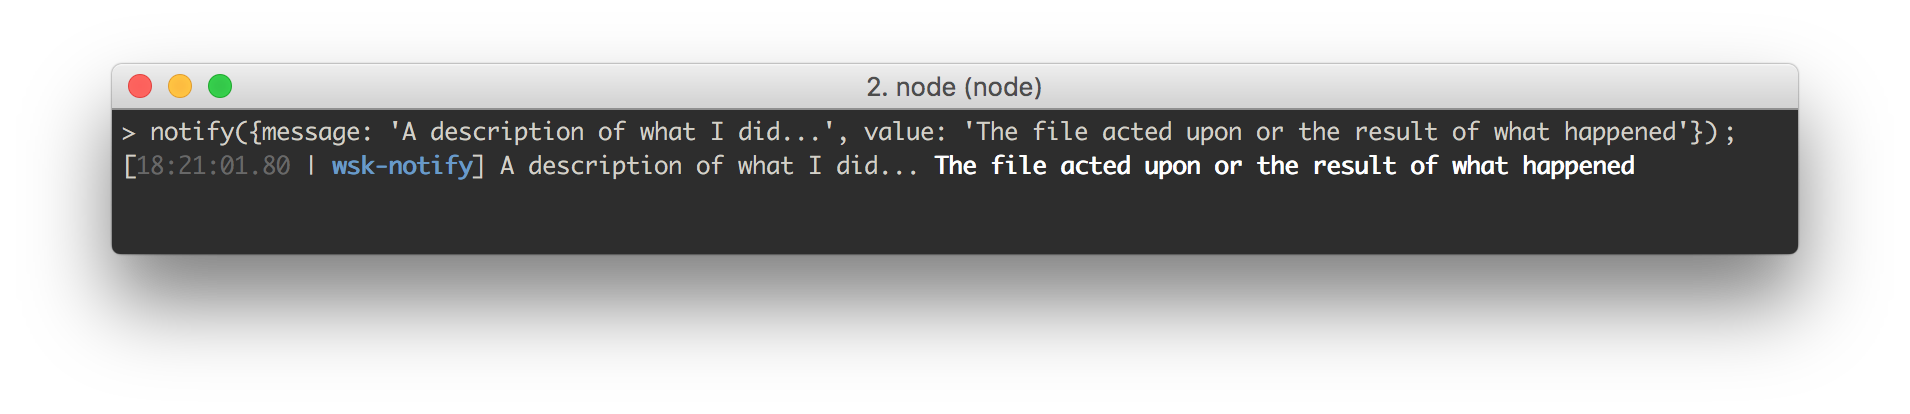 2. node (node)
> notify({message: 'A description of what I did...', value: 'The file acted upon or the result of what happened'});
[18:21:01.80 | wsk-notify] A description of what I did... The file acted upon or the result of what happened